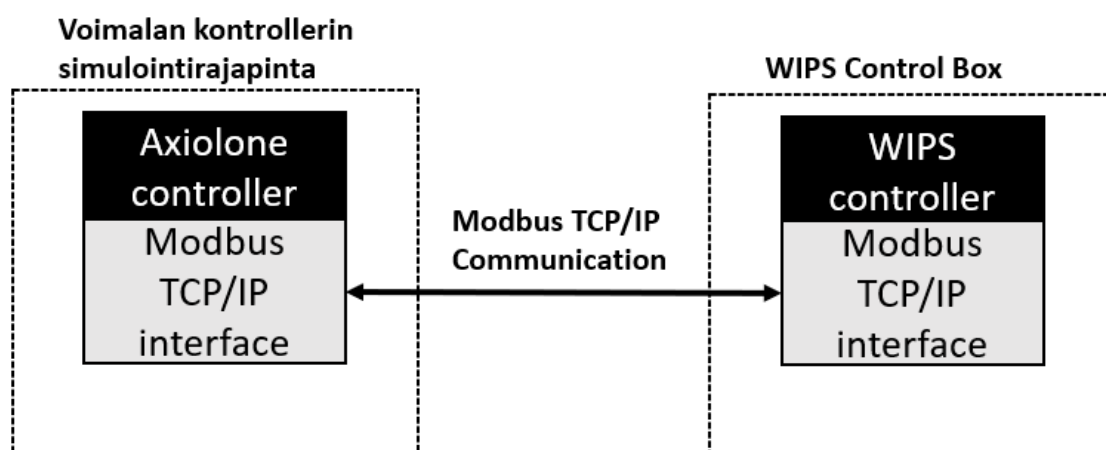 Voimalan kontrollerin
simulointirajapinta
WIPS Control Box
Axiolone
controller
Modbus
TCP/IP
interface
Modbus TCP/IP
Communication
WIPS
controller
Modbus
TCP/IP
interface